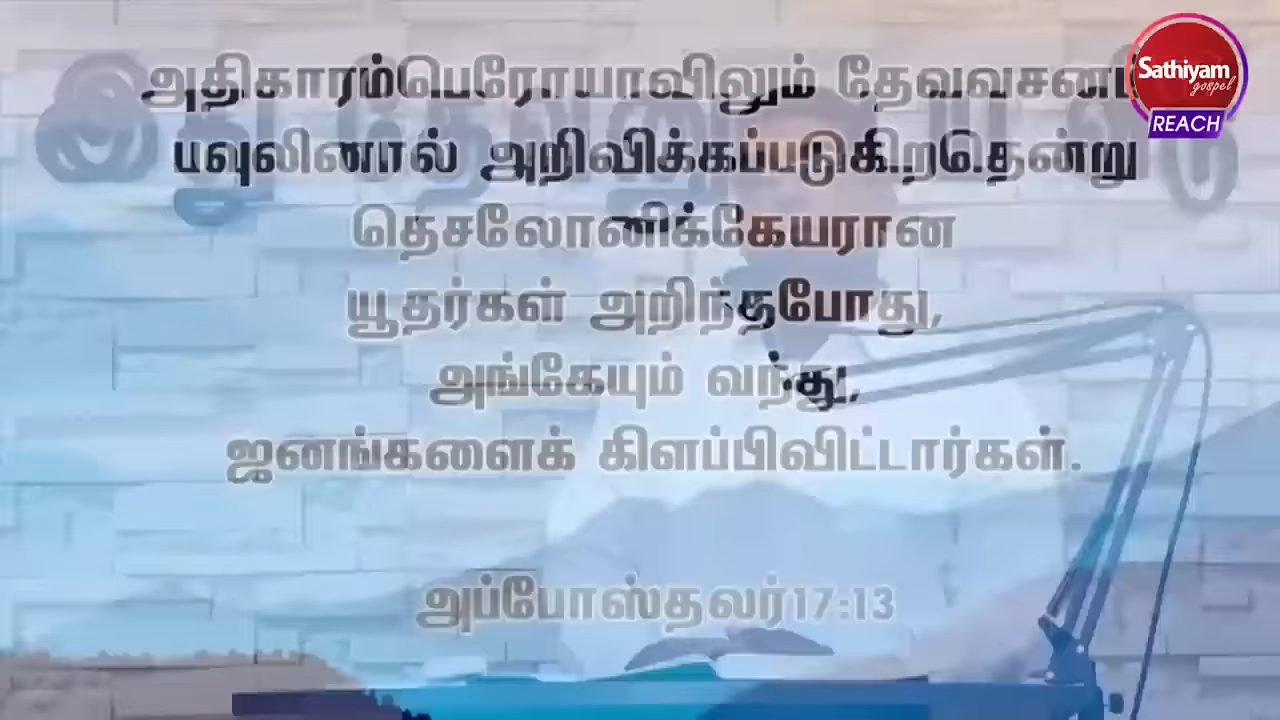 அதிகாரம்பெரோயாவிலும் தேவவசனம்
பவுலினால் அறிவிக்கப்படுகிறதென்று
தெசலோனிக்கேயரான
யூதர்கள் அறிந்தபோது,
அங்கேயும் வந்து,
ஜனங்களைக் கிளப்பிவிட்டார்கள்.
அப்போஸ்தலர்17:13
Sathiyam
gospel
REACH